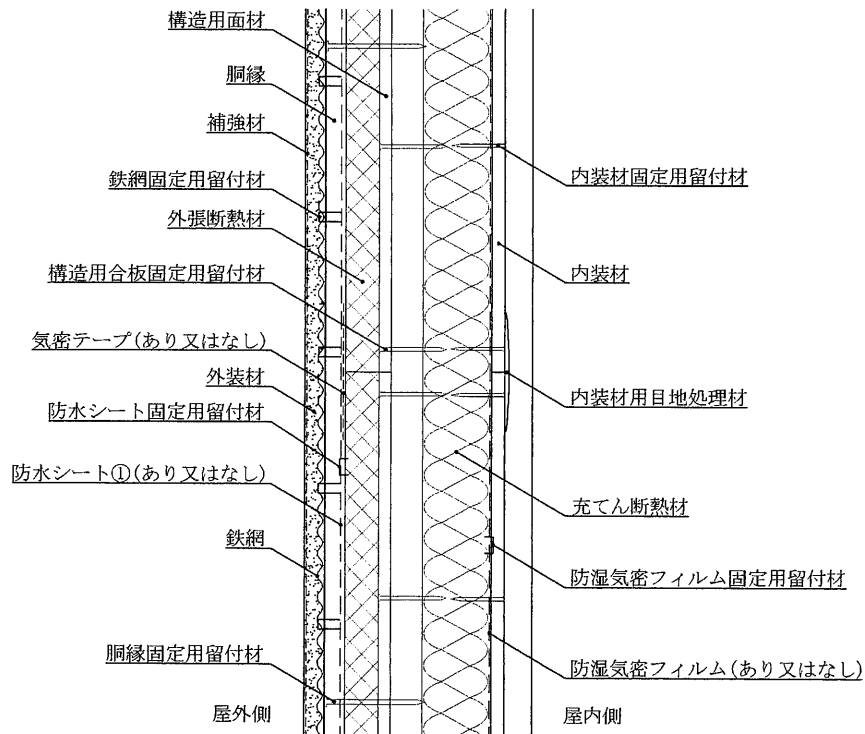 構造用面材
胴縁
補強材
鉄網固定用留付材
外張断熱材
構造用合板固定用留付材
気密テープ(あり又はなし)
外装材
防水シート固定用留付材
防水シート①(あり又はなし)
鉄網
胴縁固定用留付材
屋外側
内装材固定用留付材
内装材
内装材用目地処理材
充てん断熱材
防湿気密フィルム固定用留付材
防湿気密フィルム(あり又はなし)
屋内側